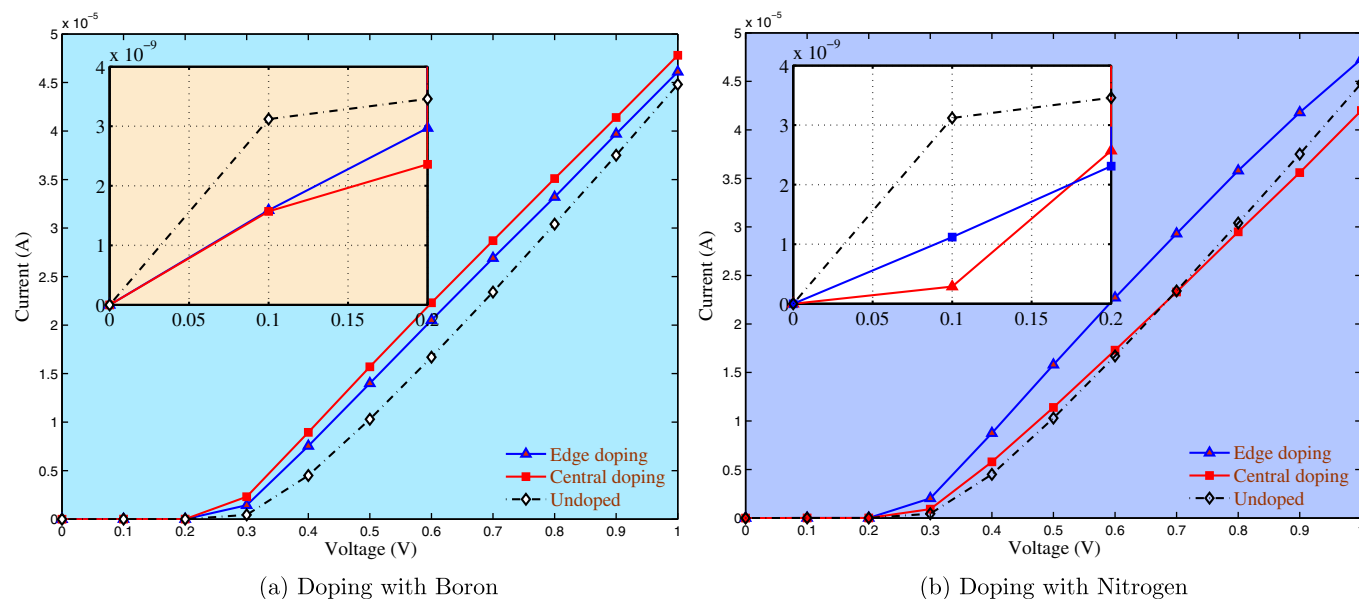 x 10⁻⁵
5
4.5
4
3.5
3
2.5
2
1.5
1
0.5
0
Current (A)
x 10⁻⁹
4
3
2
1
0
0 0.05 0.1 0.15 0.2
Edge doping
Central doping
Undoped
0 0.1 0.2 0.3 0.4 0.5 0.6 0.7 0.8 0.9 1
Voltage (V)
(a) Doping with Boron
x 10⁻⁵
5
4.5
4
3.5
3
2.5
2
1.5
1
0.5
0
Current (A)
x 10⁻⁹
4
3
2
1
0
0 0.05 0.1 0.15 0.2
Edge doping
Central doping
Undoped
0 0.1 0.2 0.3 0.4 0.5 0.6 0.7 0.8 0.9
Voltage (V)
(b) Doping with Nitrogen